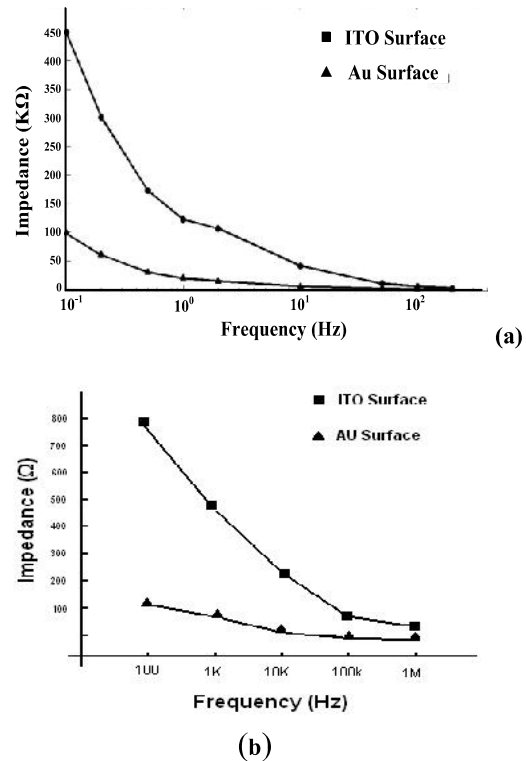 (a)
ITO Surface
Au Surface
Impedance (KΩ)
450
400
350
300
250
200
150
100
50
0
10⁻¹ 10⁰ 10¹ 10²
Frequency (Hz)
ITO Surface
AU Surface
Impedance (Ω)
800
700
600
500
400
300
200
100
100 1K 10K 100k 1M
Frequency (Hz)
(b)